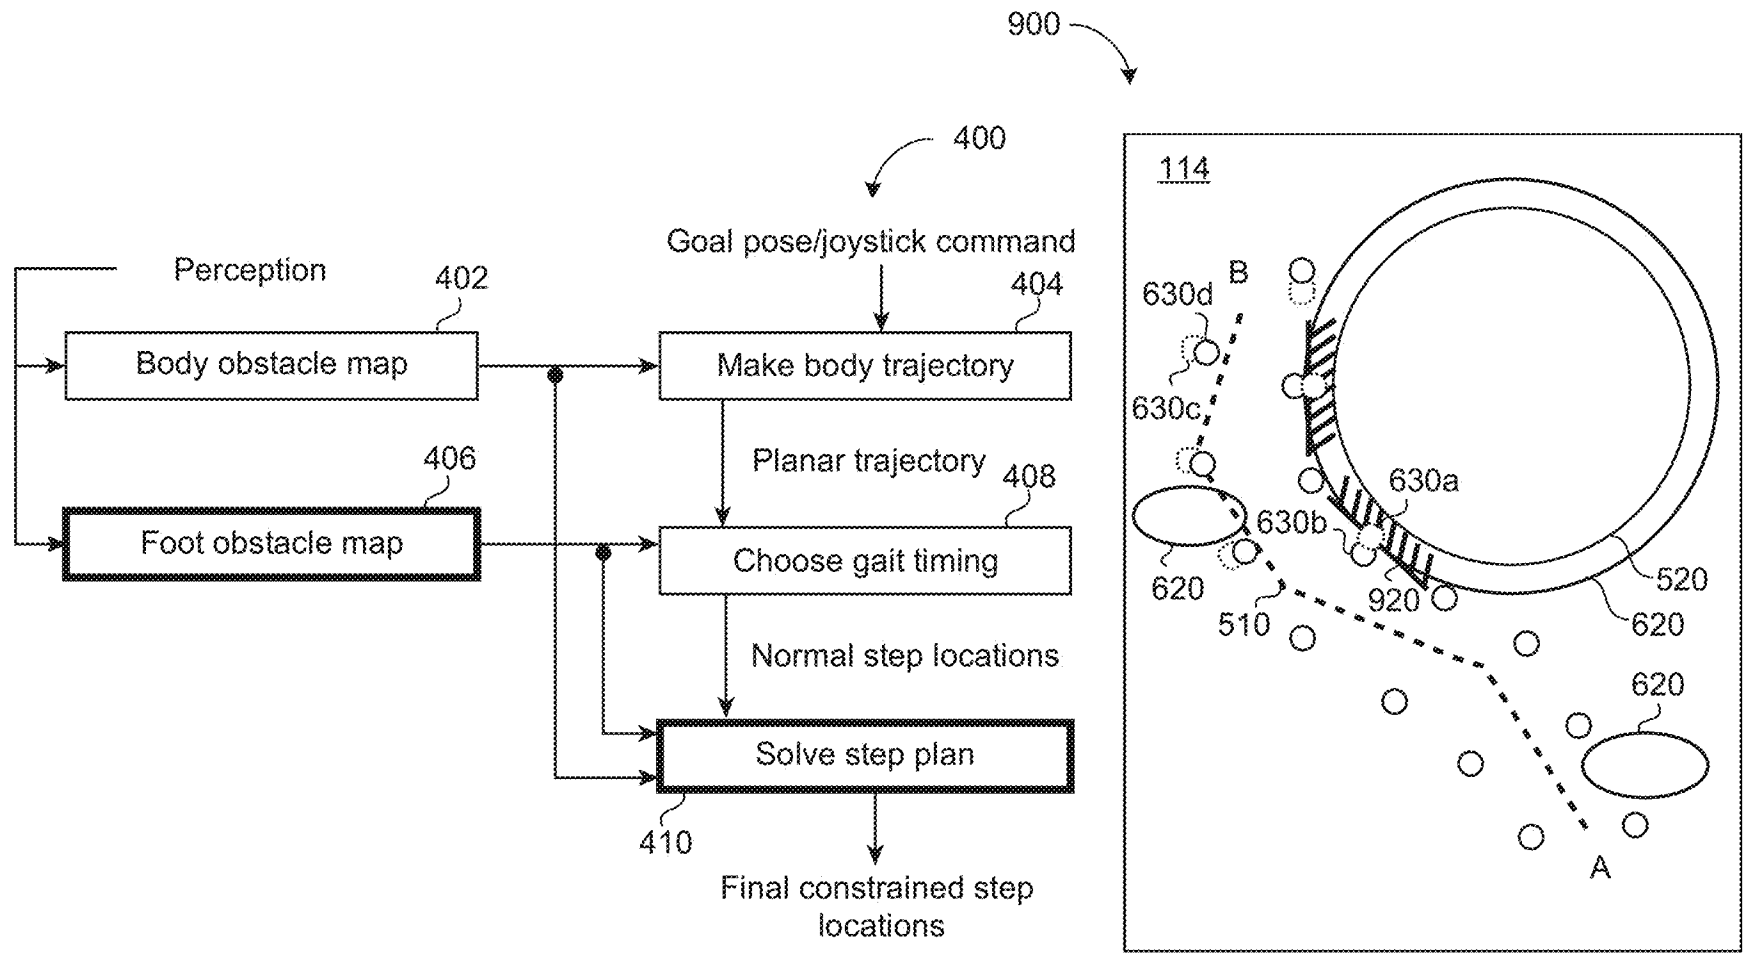 900
400
114
Goal pose/joystick command
Perception
402
404
B
630d
Body obstacle map
Make body trajectory
630c
406
Planar trajectory
408
630a
630b
Foot obstacle map
Choose gait timing
620
920
520
510
620
Normal step locations
620
Solve step plan
410
A
Final constrained step
locations